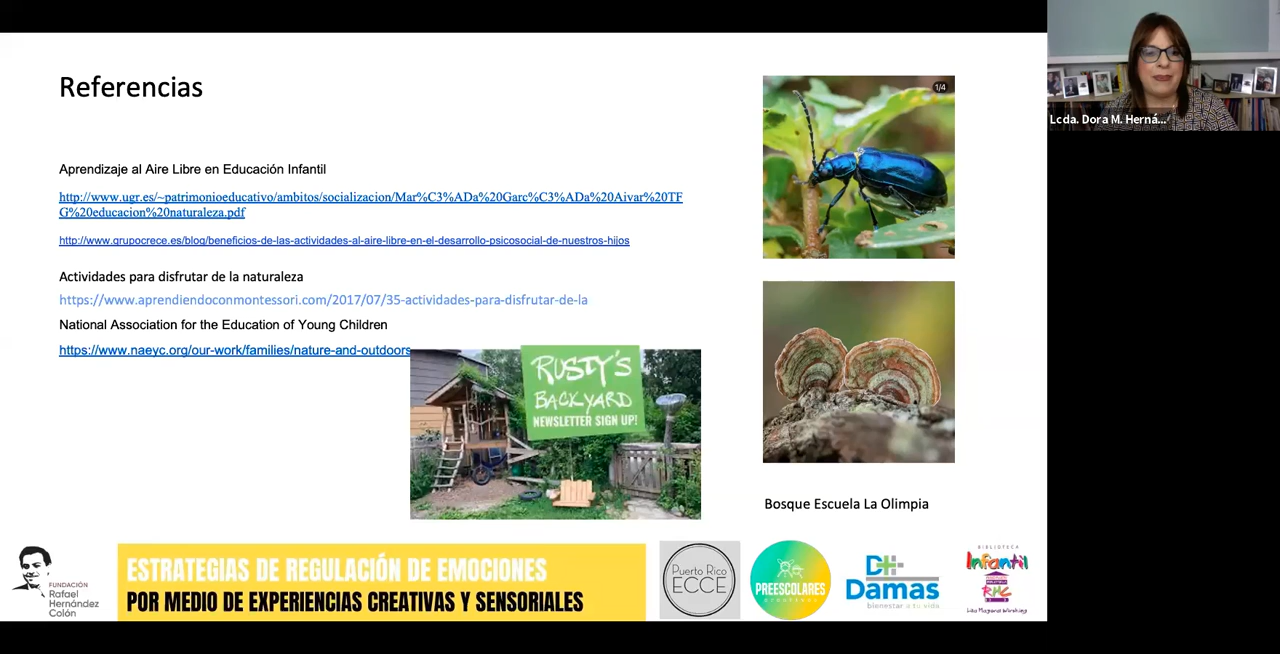 Referencias
Aprendizaje al Aire Libre en Educación Infantil
http://www.ugr.es/~patrimonioeducativo/ambitos/socializacion/Mar%C3%ADa%20Garc%C3%ADa%20Aivar%20TF
G%20educacion%20naturaleza.pdf
http://www.grupocrece.es/blog/beneficios-de-las-actividades-al-aire-libre-en-el-desarrollo-psicosocial-de-nuestros-hijos
Actividades para disfrutar de la naturaleza
https://www.aprendiendoconmontessori.com/2017/07/35-actividades-para-disfrutar-de-la
National Association for the Education of Young Children
https://www.naeyc.org/our-work/families/nature-and-outdoors
RUSTY'S
BACKYARD
NEWSLETTER SIGN UP!
1/4
Bosque Escuela La Olimpia
Lcda. Dora M. Herná...
FUNDACIÓN
Rafael
Hernández
Colón
ESTRATEGIAS DE REGULACIÓN DE EMOCIONES
POR MEDIO DE EXPERIENCIAS CREATIVAS Y SENSORIALES
Puerto Rico
ECCE
PREESCOLARES
D+
Damas
bienestar a tu vida
BIBLIOTECA
Infantil
RHC